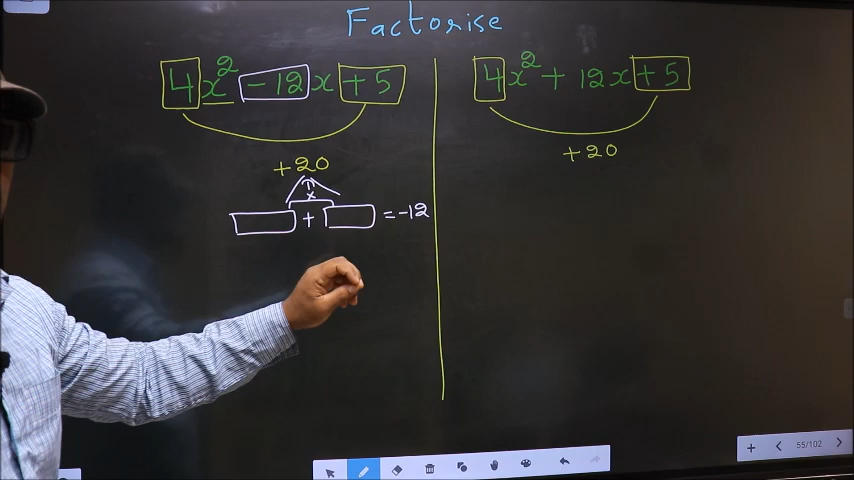 Factorise
4x² -12x +5
4x² + 12x +5
+20
+20
x
+ = -12
55/102